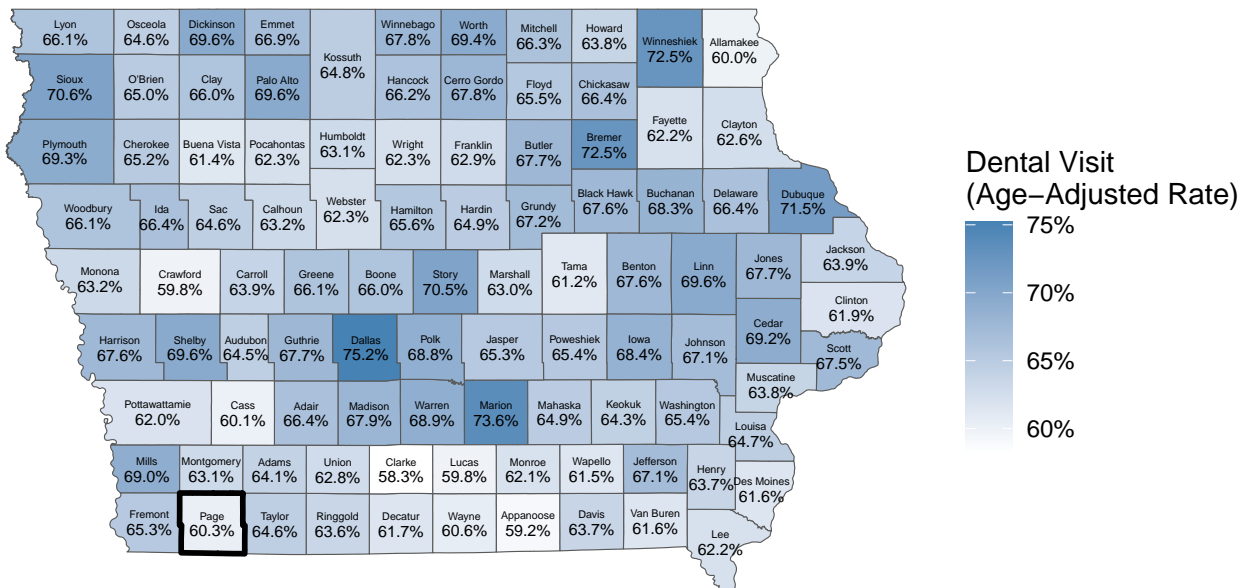 Lyon
66.1%
Osceola
64.6%
Dickinson
69.6%
Emmet
66.9%
Kossuth
64.8%
Winnebago
67.8%
Worth
69.4%
Mitchell
66.3%
Howard
63.8%
Winneshiek
72.5%
Allamakee
60.0%
Sioux
70.6%
O'Brien
65.0%
Clay
66.0%
Palo Alto
69.6%
Hancock
66.2%
Cerro Gordo
67.8%
Floyd
65.5%
Chickasaw
66.4%
Fayette
62.2%
Clayton
62.6%
Plymouth
69.3%
Cherokee
65.2%
Buena Vista
61.4%
Pocahontas
62.3%
Humboldt
63.1%
Wright
62.3%
Franklin
62.9%
Butler
67.7%
Bremer
72.5%
Woodbury
66.1%
Ida
66.4%
Sac
64.6%
Calhoun
63.2%
Webster
62.3%
Hamilton
65.6%
Hardin
64.9%
Grundy
67.2%
Black Hawk
67.6%
Buchanan
68.3%
Delaware
66.4%
Dubuque
71.5%
Monona
63.2%
Crawford
59.8%
Carroll
63.9%
Greene
66.1%
Boone
66.0%
Story
70.5%
Marshall
63.0%
Tama
61.2%
Benton
67.6%
Linn
69.6%
Jones
67.7%
Jackson
63.9%
Clinton
61.9%
Harrison
67.6%
Shelby
69.6%
Audubon
64.5%
Guthrie
67.7%
Dallas
75.2%
Polk
68.8%
Jasper
65.3%
Poweshiek
65.4%
Iowa
68.4%
Johnson
67.1%
Cedar
69.2%
Scott
67.5%
Muscatine
63.8%
Pottawattamie
62.0%
Cass
60.1%
Adair
66.4%
Madison
67.9%
Warren
68.9%
Marion
73.6%
Mahaska
64.9%
Keokuk
64.3%
Washington
65.4%
Louisa
64.7%
Mills
69.0%
Montgomery
63.1%
Adams
64.1%
Union
62.8%
Clarke
58.3%
Lucas
59.8%
Monroe
62.1%
Wapello
61.5%
Jefferson
67.1%
Henry
63.7%
Des Moines
61.6%
Fremont
65.3%
Page
60.3%
Taylor
64.6%
Ringgold
63.6%
Decatur
61.7%
Wayne
60.6%
Appanoose
59.2%
Davis
63.7%
Van Buren
61.6%
Lee
62.2%
Dental Visit
(Age−Adjusted Rate)
75%
70%
65%
60%